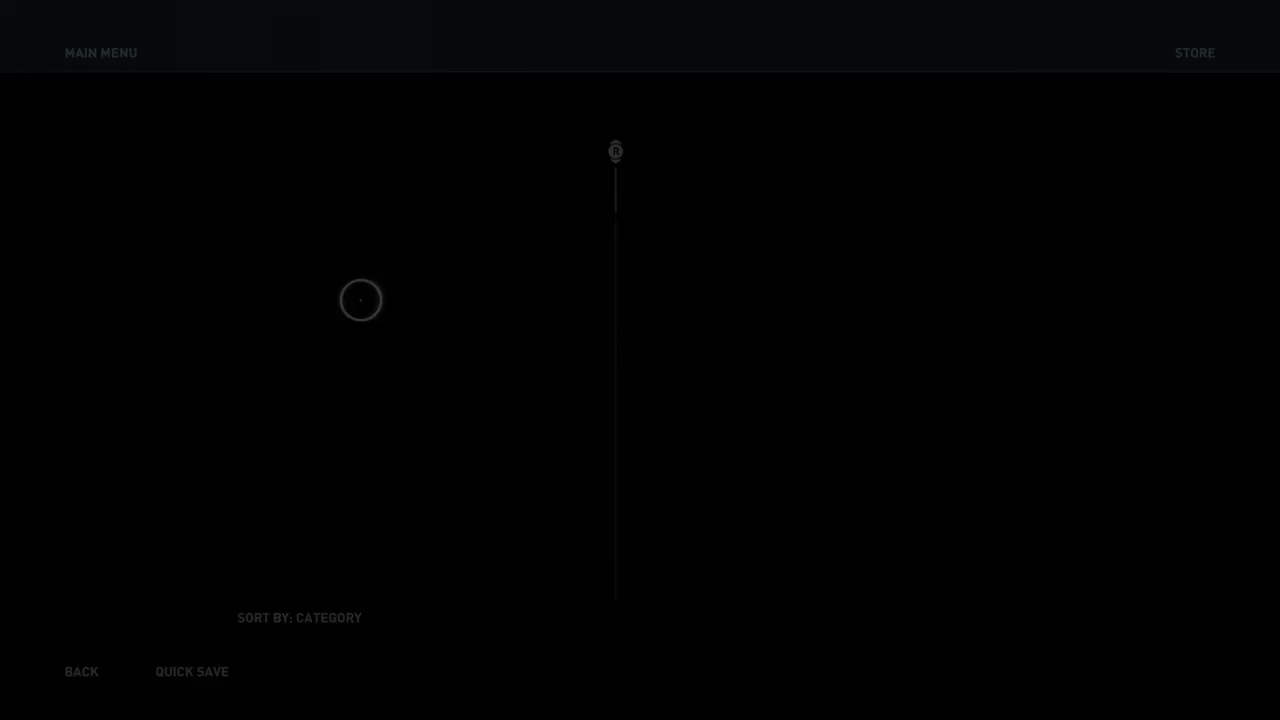 MAIN MENU
STORE
R
SORT BY: CATEGORY
BACK
QUICK SAVE